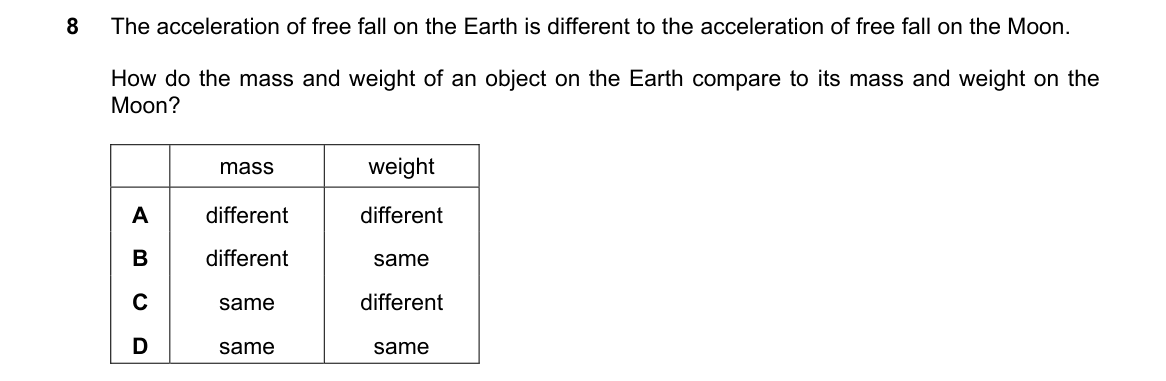 8 The acceleration of free fall on the Earth is different to the acceleration of free fall on the Moon.
How do the mass and weight of an object on the Earth compare to its mass and weight on the
Moon?
mass weight
A different different
B different same
C same different
D same same